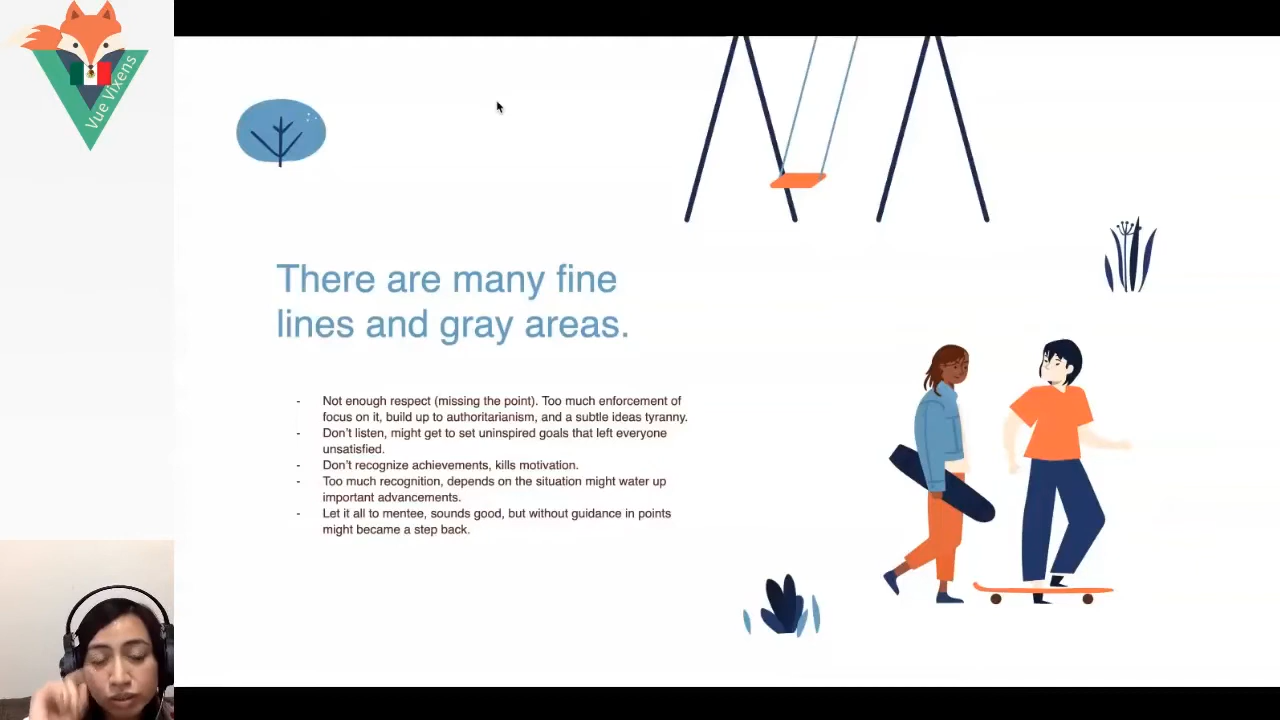 Vue Vixens
There are many fine
lines and gray areas.
- Not enough respect (missing the point). Too much enforcement of
focus on it, build up to authoritarianism, and a subtle ideas tyranny.
- Don't listen, might get to set uninspired goals that left everyone
unsatisfied.
- Don't recognize achievements, kills motivation.
- Too much recognition, depends on the situation might water up
important advancements.
- Let it all to mentee, sounds good, but without guidance in points
might became a step back.